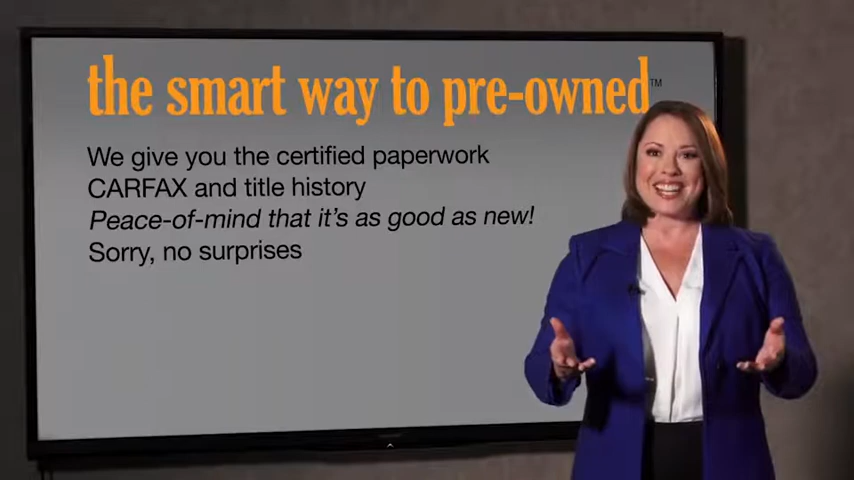 the smart way to pre-owned™
We give you the certified paperwork
CARFAX and title history
Peace-of-mind that it's as good as new!
Sorry, no surprises